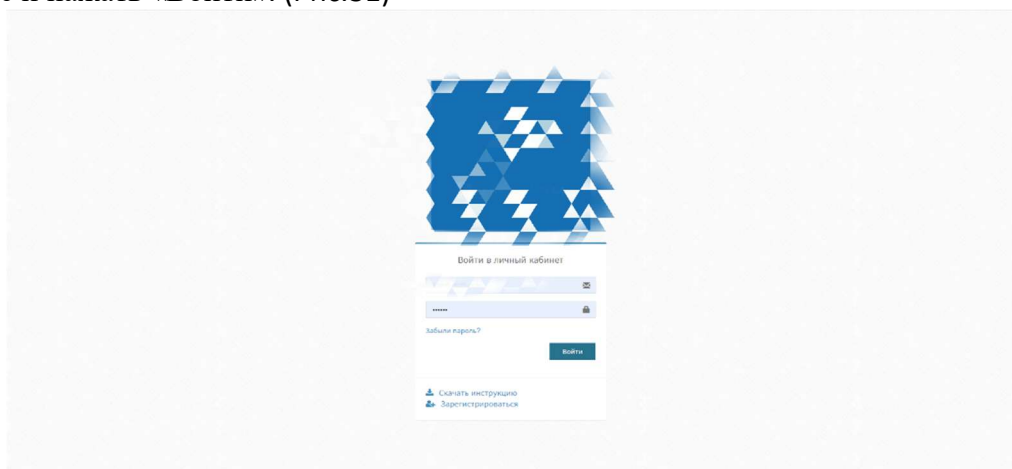 Войти в личный кабинет
••••••
Забыли пароль?
Войти
Скачать инструкцию
Зарегистрироваться